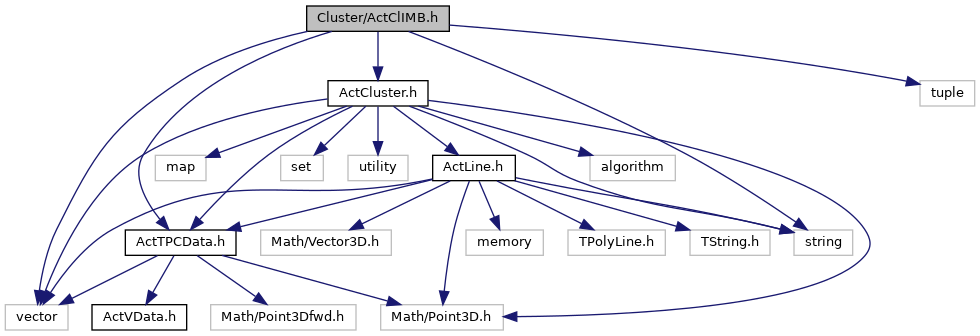 Cluster/ActClIMB.h
ActCluster.h
tuple
map
set
utility
ActLine.h
algorithm
ActTPCData.h
Math/Vector3D.h
memory
TPolyLine.h
TString.h
string
vector
ActVData.h
Math/Point3Dfwd.h
Math/Point3D.h